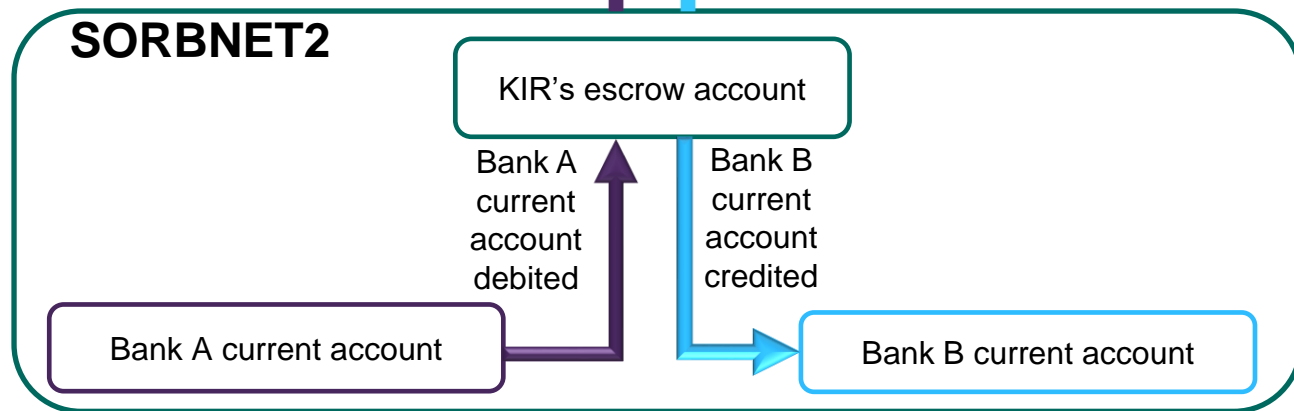 SORBNET2
KIR's escrow account
Bank A
current
account
debited
Bank B
current
account
credited
Bank A current account
Bank B current account